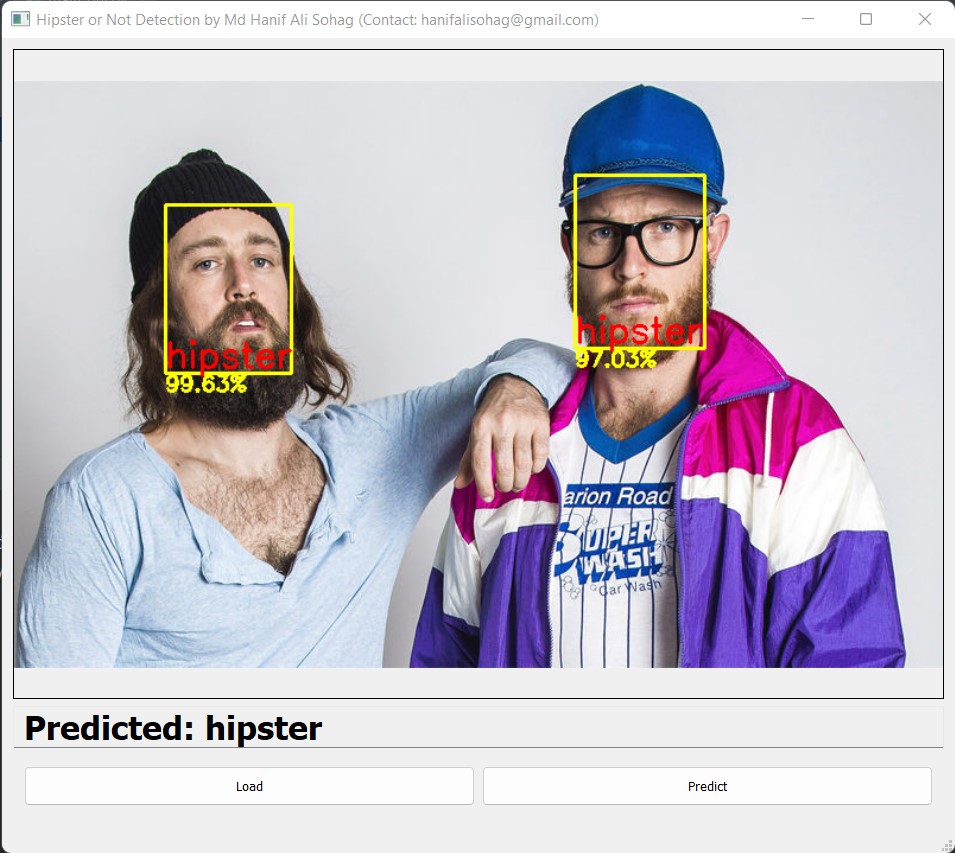 Hipster or Not Detection by Md Hanif Ali Sohag (Contact: hanifalisohag@gmail.com)
hipster
97.03%
hipster
99.63%
arion Road
SUPER
WASH
Car Wash
Predicted: hipster
Load
Predict